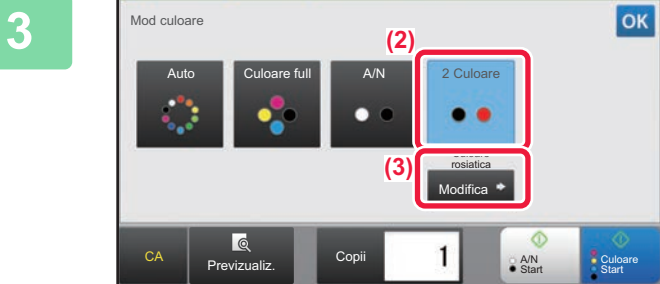 3
Mod culoare
OK
(2)
Auto
Culoare full
A/N
2 Culoare
(3)
rosiatica
Modifica
CA
Previzualiz.
Copii
1
A/N
Start
Culoare
Start